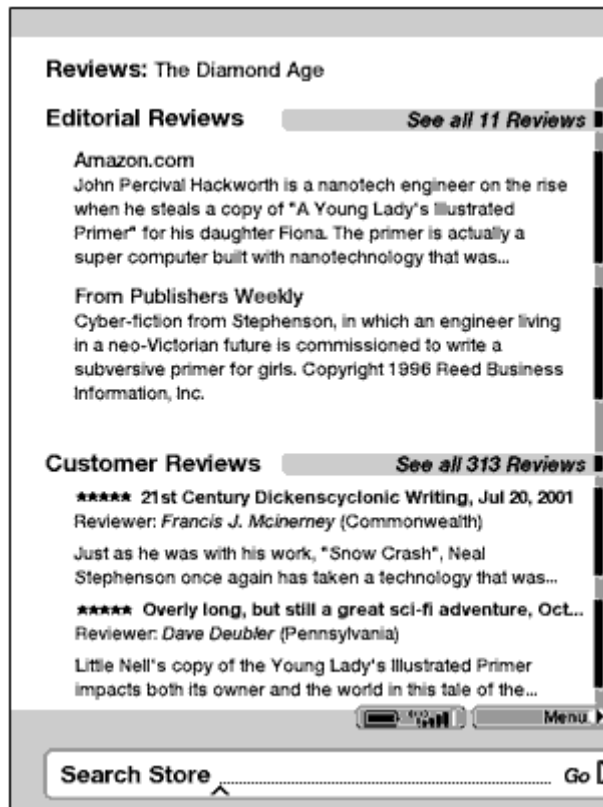 Reviews: The Diamond Age
Editorial Reviews
See all 11 Reviews
Amazon.com
John Percival Hackworth is a nanotech engineer on the rise
when he steals a copy of "A Young Lady's Illustrated
Primer" for his daughter Fiona. The primer is actually a
super computer built with nanotechnology that was...
From Publishers Weekly
Cyber-fiction from Stephenson, in which an engineer living
in a neo-Victorian future is commissioned to write a
subversive primer for girls. Copyright 1996 Reed Business
Information, Inc.
Customer Reviews
See all 313 Reviews
★★★★★ 21st Century Dickenscyclonic Writing, Jul 20, 2001
Reviewer: Francis J. Mcinerney (Commonwealth)
Just as he was with his work, "Snow Crash", Neal
Stephenson once again has taken a technology that was...
★★★★★ Overly long, but still a great sci-fi adventure, Oct...
Reviewer: Dave Deubler (Pennsylvania)
Little Nell's copy of the Young Lady's Illustrated Primer
impacts both its owner and the world in this tale of the...
Menu
Search Store
Go